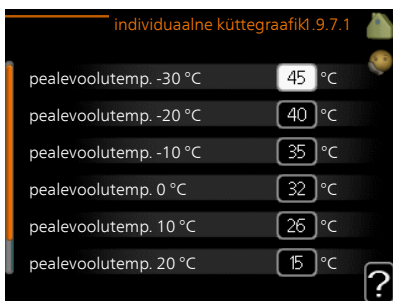 individuaalne küttegraafik1.9.7.1
pealevoolutemp. -30 °C 45 °C
pealevoolutemp. -20 °C 40 °C
pealevoolutemp. -10 °C 35 °C
pealevoolutemp. 0 °C 32 °C
pealevoolutemp. 10 °C 26 °C
pealevoolutemp. 20 °C 15 °C
?